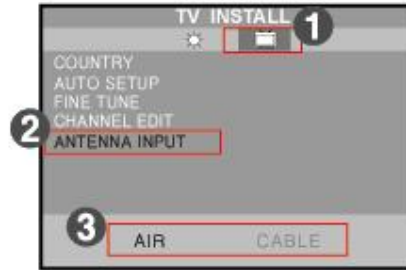 TV INSTALL
1
COUNTRY
AUTO SETUP
FINE TUNE
CHANNEL EDIT
2
ANTENNA INPUT
3
AIR CABLE